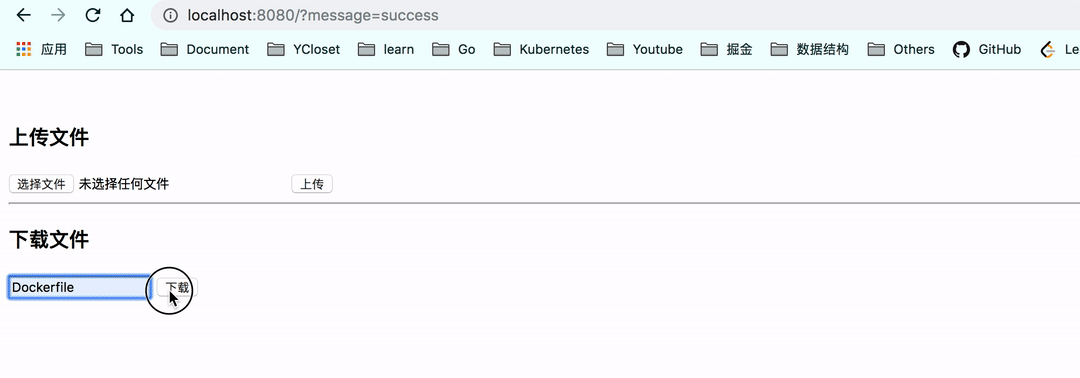 localhost:8080/?message=success
应用 Tools Document YCloset learn Go Kubernetes Youtube 掘金 数据结构 Others GitHub Le
上传文件
选择文件 未选择任何文件 上传
下载文件
Dockerfile 下载